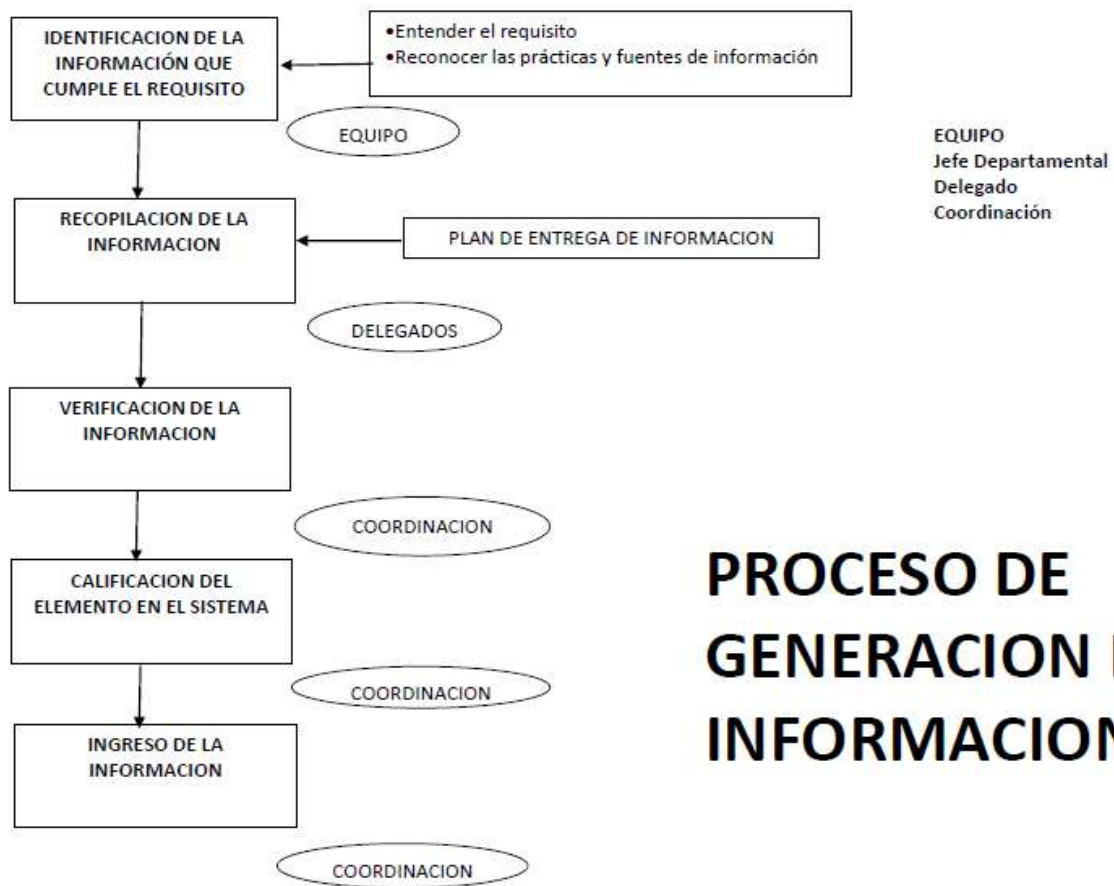 IDENTIFICACION DE LA
INFORMACIÓN QUE
CUMPLE EL REQUISITO
•Entender el requisito
•Reconocer las prácticas y fuentes de información
EQUIPO
EQUIPO
Jefe Departamental
Delegado
Coordinación
RECOPILACION DE LA
INFORMACION
PLAN DE ENTREGA DE INFORMACION
DELEGADOS
VERIFICACION DE LA
INFORMACION
COORDINACION
CALIFICACION DEL
ELEMENTO EN EL SISTEMA
COORDINACION
INGRESO DE LA
INFORMACION
COORDINACION
PROCESO DE
GENERACION
INFORMACION